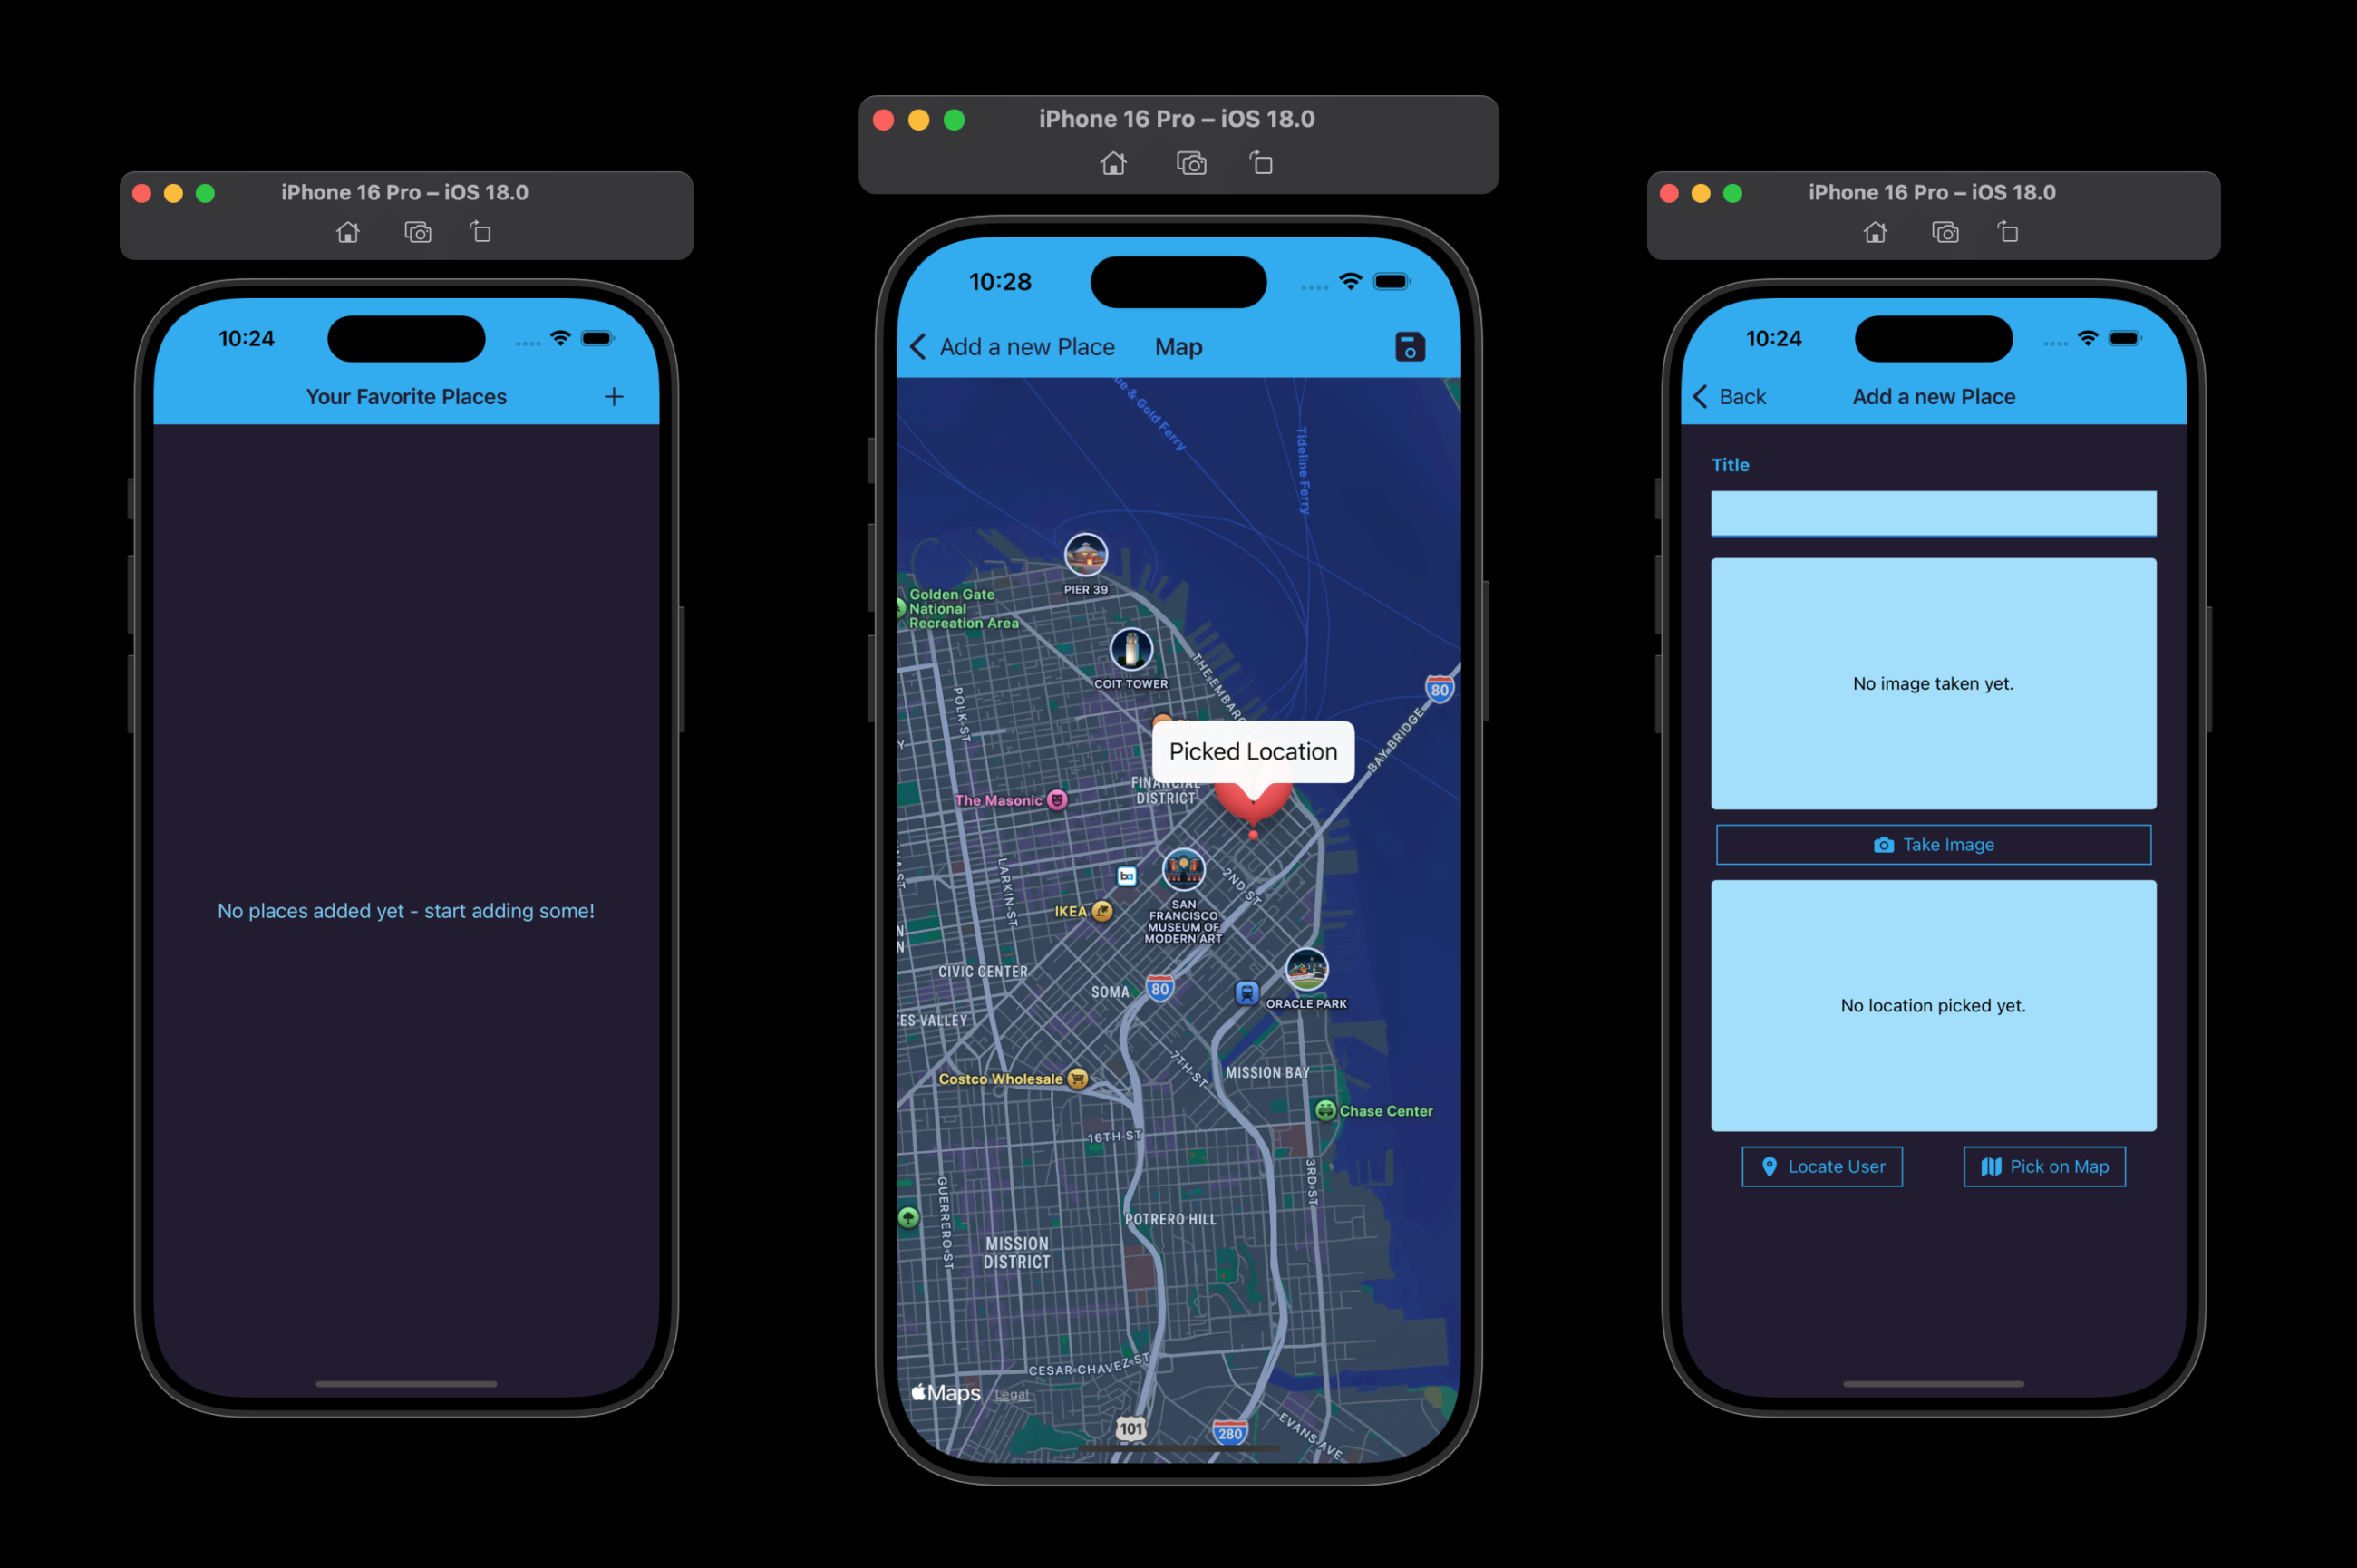 iPhone 16 Pro – iOS 18.0
10:24
Your Favorite Places
No places added yet - start adding some!
iPhone 16 Pro – iOS 18.0
10:28
Add a new Place
Map
ue & Gold Ferry
Tideline Ferry
PIER 39
Golden Gate
National
Recreation Area
COIT TOWER
POLK ST
THE EMBARC
80
BAY BRIDGE
Picked Location
FINANCIAL
DISTRICT
The Masonic
LARKIN ST
2ND ST
IKEA
SAN
FRANCISCO
MUSEUM OF
MODERN ART
CIVIC CENTER
SOMA
80
ORACLE PARK
ES VALLEY
7TH ST
MISSION BAY
Costco Wholesale
Chase Center
16TH ST
3RD ST
GUERRERO ST
POTRERO HILL
MISSION
DISTRICT
CESAR CHAVEZ ST
Maps
Legal
101
280
EVANS AVE
iPhone 16 Pro – iOS 18.0
10:24
Back
Add a new Place
Title
No image taken yet.
Take Image
No location picked yet.
Locate User
Pick on Map